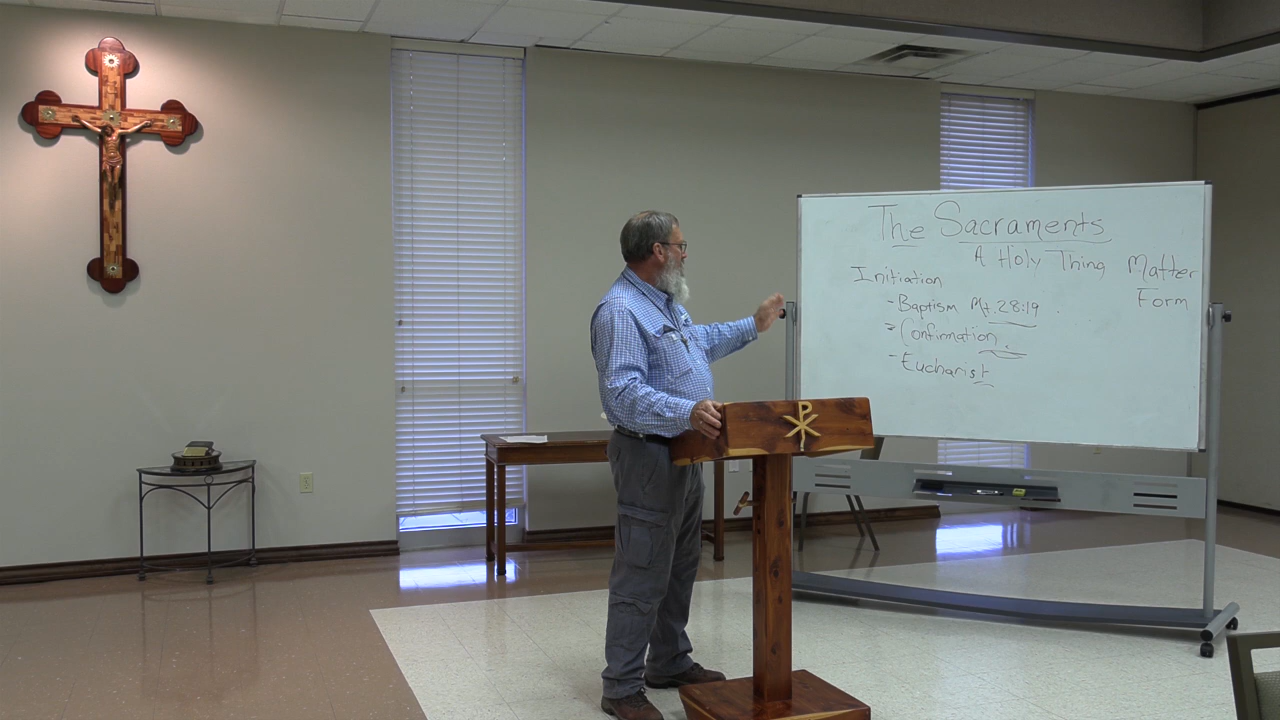 The Sacraments
A Holy Thing
Matter
Form
Initiation
- Baptism Mt. 28:19
- Confirmation
- Eucharist